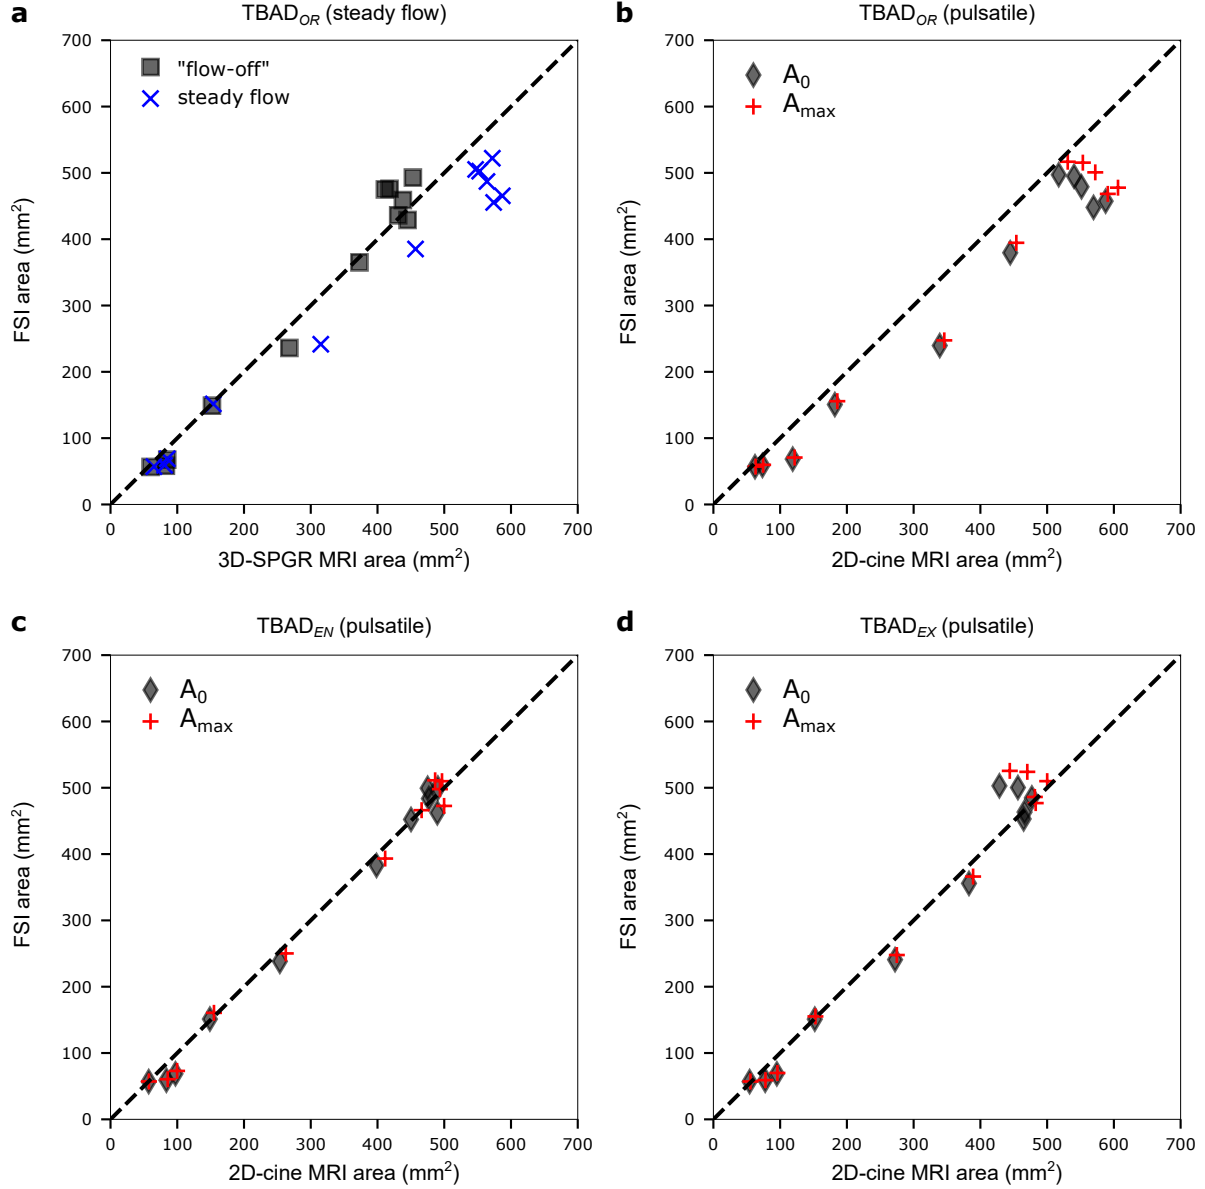 a
TBAD_OR (steady flow)
700
600
500
400
300
200
100
0
0 100 200 300 400 500 600 700
FSI area (mm²)
3D-SPGR MRI area (mm²)
"flow-off"
steady flow
b
TBAD_OR (pulsatile)
700
600
500
400
300
200
100
0
0 100 200 300 400 500 600 700
FSI area (mm²)
2D-cine MRI area (mm²)
A₀
A_max
c
TBAD_EN (pulsatile)
700
600
500
400
300
200
100
0
0 100 200 300 400 500 600 700
FSI area (mm²)
2D-cine MRI area (mm²)
A₀
A_max
d
TBAD_EX (pulsatile)
700
600
500
400
300
200
100
0
0 100 200 300 400 500 600 700
FSI area (mm²)
2D-cine MRI area (mm²)
A₀
A_max